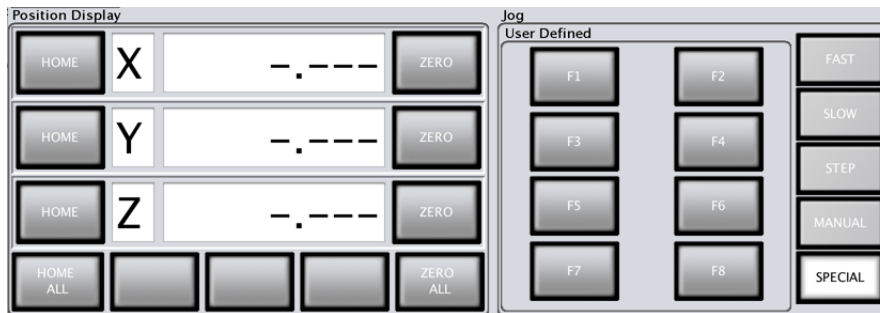 Position Display
HOME X -.--- ZERO
HOME Y -.--- ZERO
HOME Z -.--- ZERO
HOME
ALL
ZERO
ALL
Jog
User Defined
F1 F2
F3 F4
F5 F6
F7 F8
FAST
SLOW
STEP
MANUAL
SPECIAL